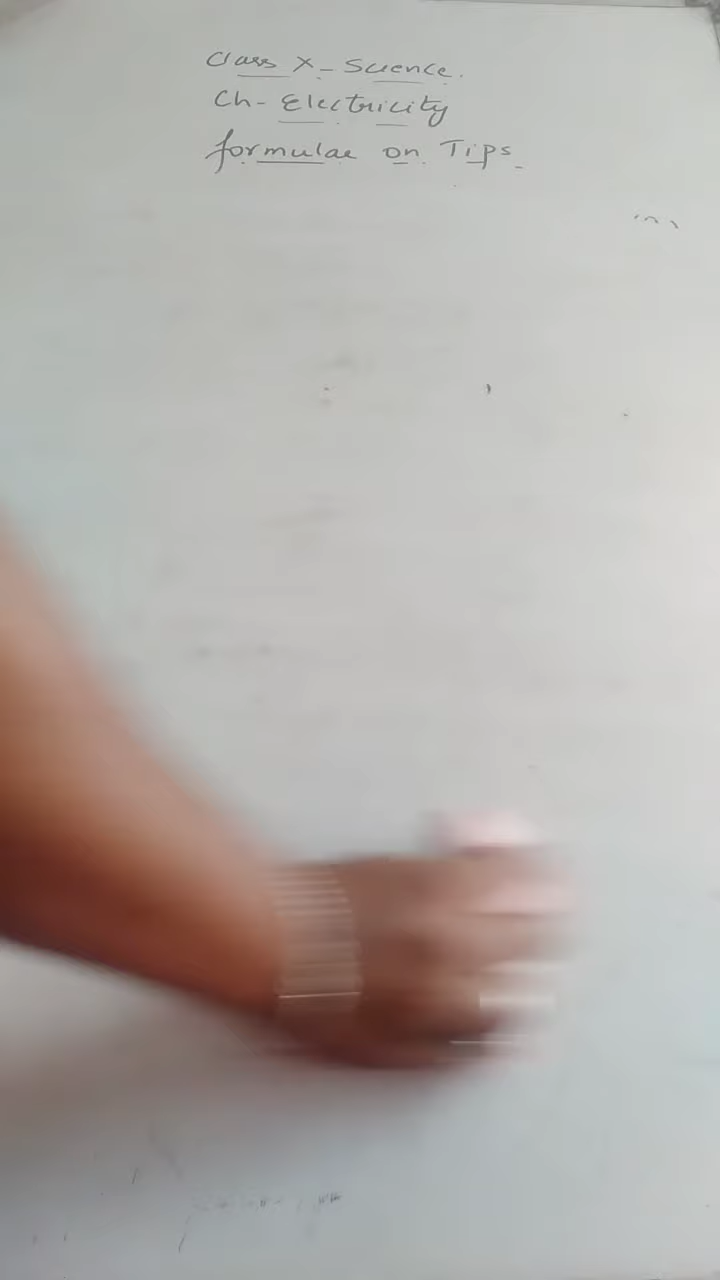 Class X - Science.
Ch - Electricity
formulae on Tips